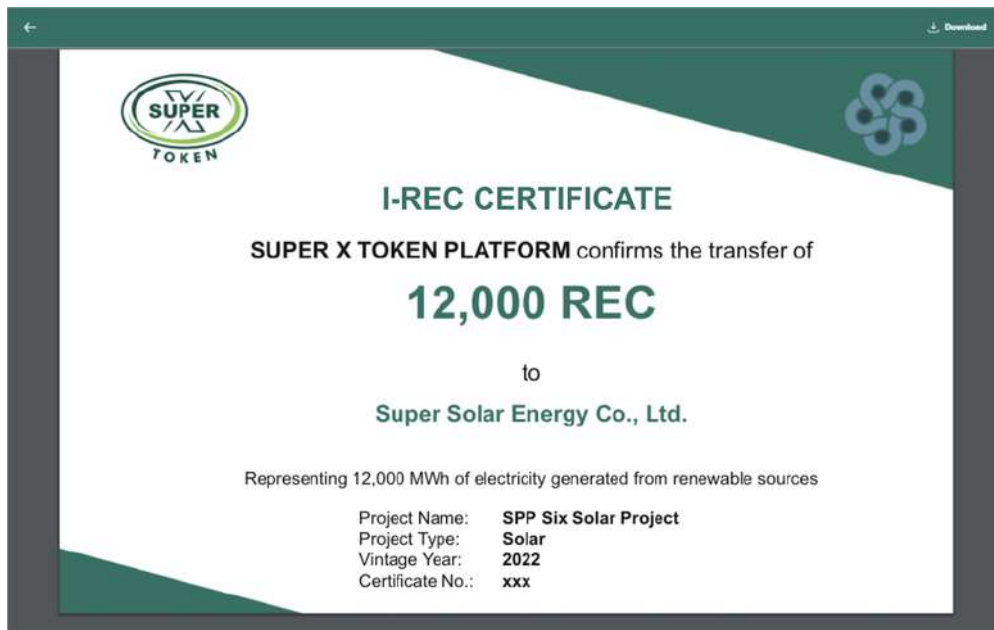 Download
SUPER
X
TOKEN
I-REC CERTIFICATE
SUPER X TOKEN PLATFORM confirms the transfer of
12,000 REC
to
Super Solar Energy Co., Ltd.
Representing 12,000 MWh of electricity generated from renewable sources
Project Name: SPP Six Solar Project
Project Type: Solar
Vintage Year: 2022
Certificate No.: xxx